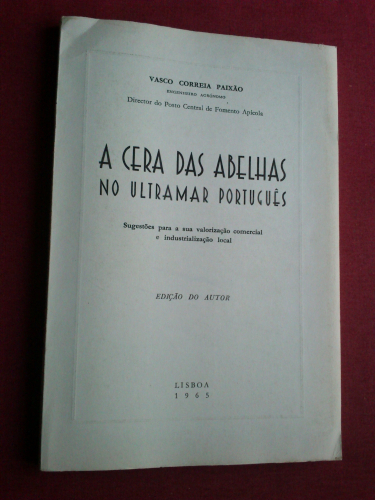 VASCO CORREIA PAIXÃO
ENGENHEIRO AGRÓNOMO
Director do Posto Central de Fomento Apícola
A CERA DAS ABELHAS
NO ULTRAMAR PORTUGUÊS
Sugestões para a sua valorização comercial
e industrialização local
EDIÇÃO DO AUTOR
LISBOA
1965